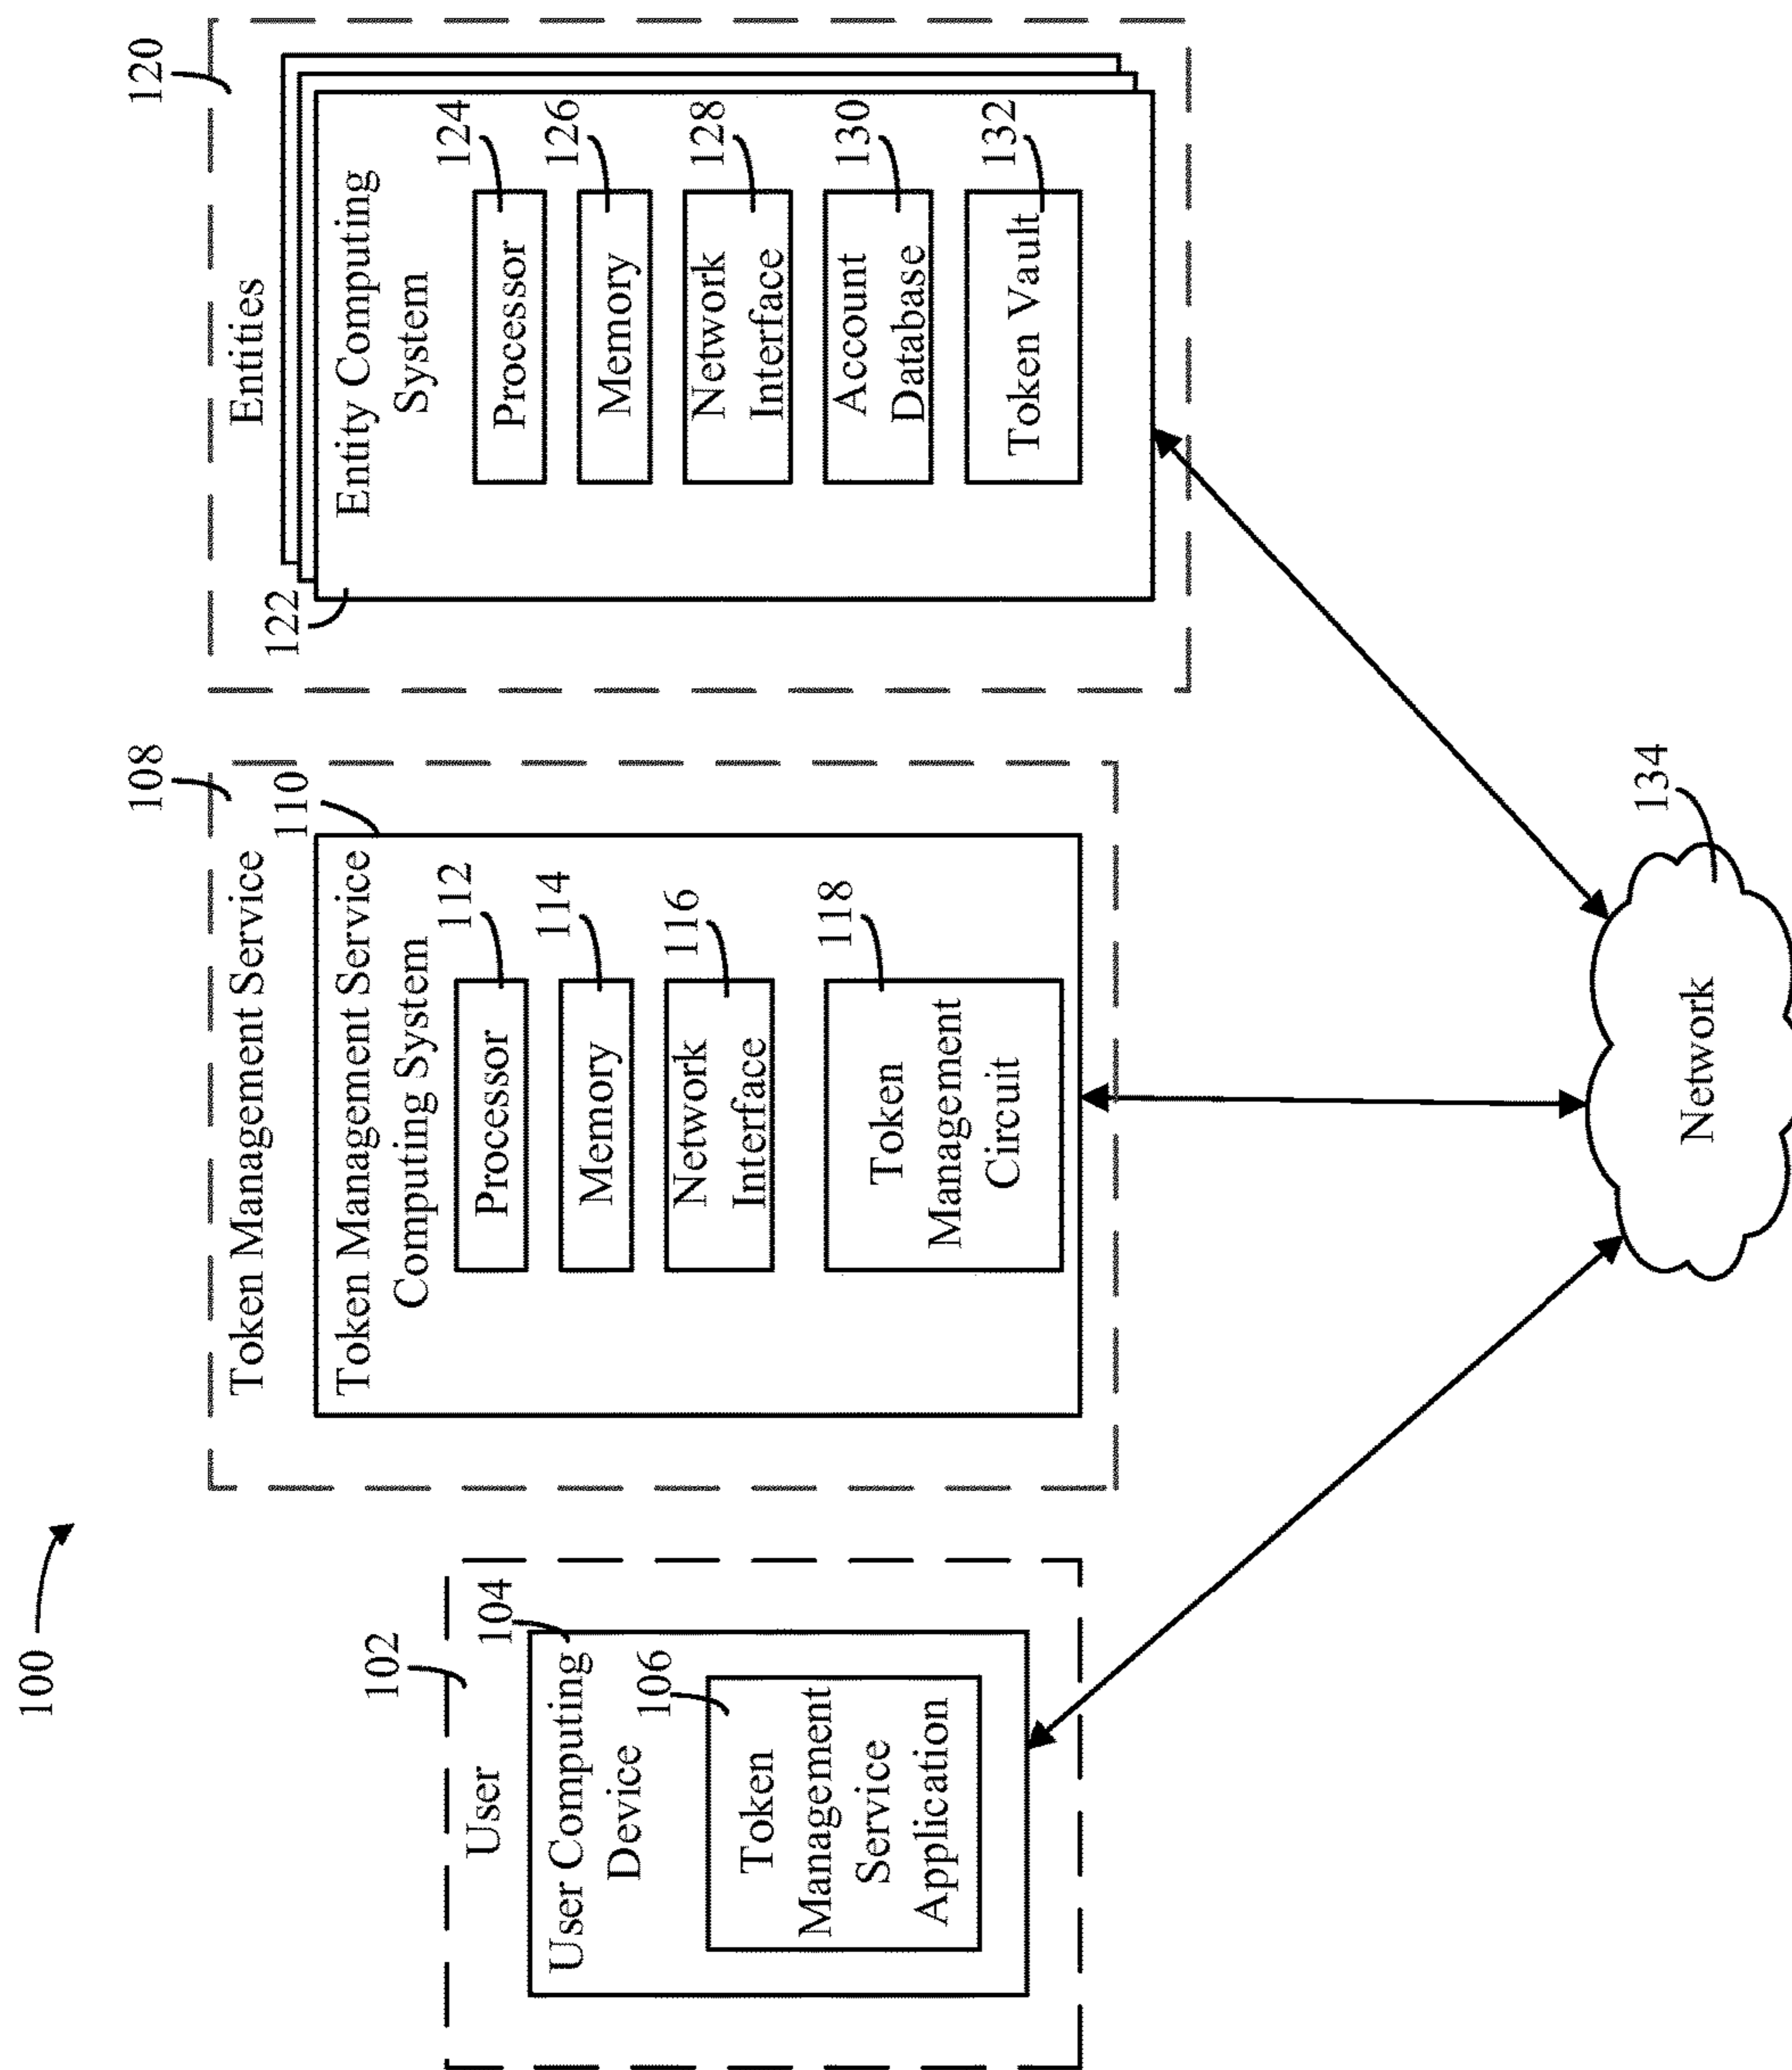 100
102
User
104
User Computing
Device
106
Token
Management
Service
Application
108
Token Management Service
110
Token Management Service
Computing System
112
Processor
114
Memory
116
Network
Interface
118
Token
Management
Circuit
120
Entities
122
Entity Computing
System
124
Processor
126
Memory
128
Network
Interface
130
Account
Database
132
Token Vault
134
Network